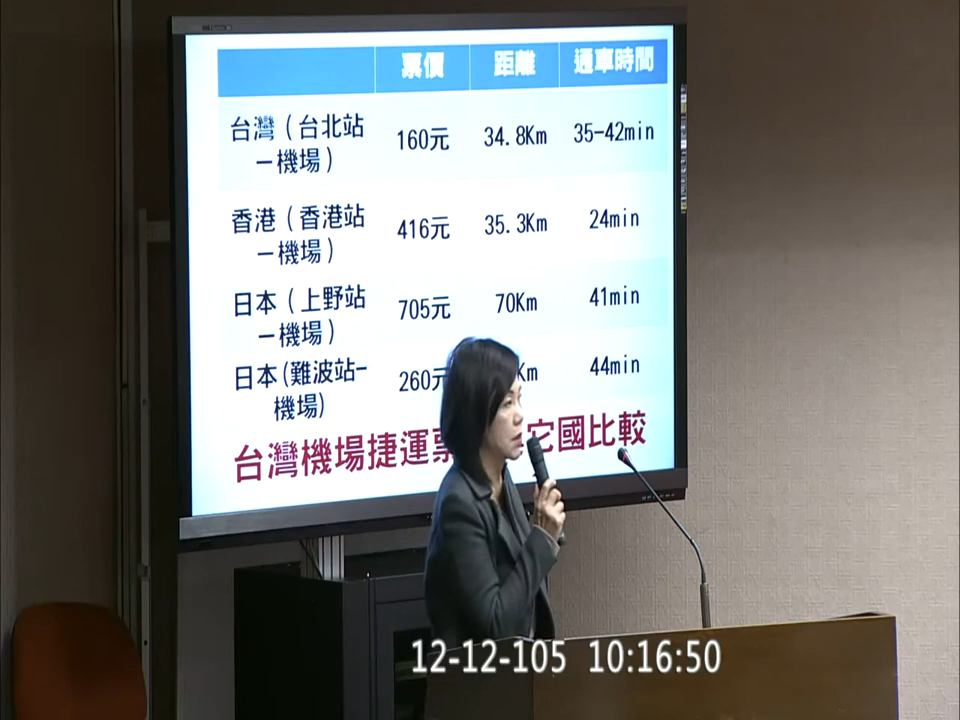 票價 距離 通車時間
台灣（台北站
－機場） 160元 34.8Km 35-42min
香港（香港站
－機場） 416元 35.3Km 24min
日本（上野站
－機場） 705元 70Km 41min
日本(難波站-
機場) 260元 Km 44min
台灣機場捷運票 它國比較
12-12-105 10:16:50